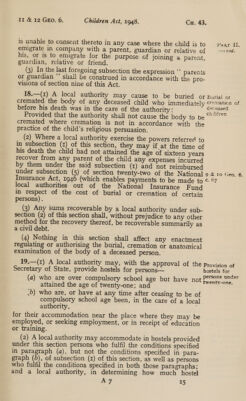 11 & 12 GEO. 6. Children Act, 1948. CH. 43.
is unable to consent thereto in any case where the child is to
emigrate in company with a parent, guardian or relative of
his, or is to emigrate for the purpose of joining a parent,
guardian, relative or friend.
PART II.
(5) In the last foregoing subsection the expression “ parents
or guardian ” shall be construed in accordance with the pro-
visions of section nine of this Act.
18.—(1) A local authority may cause to be buried or
cremated the body of any deceased child who immediately
before his death was in the care of the authority:
Burial or
cremation of
deceased
children.
Provided that the authority shall not cause the body to be
cremated where cremation is not in accordance with the
practice of the child's religious persuasion.
(2) Where a local authority exercise the powers referred to
in subsection (1) of this section, they may if at the time of
his death the child had not attained the age of sixteen years
recover from any parent of the child any expenses incurred
by them under the said subsection (1) and not reimbursed
under subsection (5) of section twenty-two of the National
Insurance Act, 1946 (which enables payments to be made to
local authorities out of the National Insurance Fund
in respect of the cost of burial or cremation of certain
persons).
9 & 10 Geo. 6.
c. 67
(3) Any sums recoverable by a local authority under sub-
section (2) of this section shall, without prejudice to any other
method for the recovery thereof, be recoverable summarily as
a civil debt.
(4) Nothing in this section shall affect any enactment
regulating or authorising the burial, cremation or anatomical
examination of the body of a deceased person.
19.—(1) A local authority may, with the approval of the
Secretary of State, provide hostels for persons—
Provision of
hostels for
persons under
twenty-one.
(a) who are over compulsory school age but have not
attained the age of twenty-one; and
(b) who are, or have at any time after ceasing to be of
compulsory school age been, in the care of a local
authority,
for their accommodation near the place where they may be
employed, or seeking employment, or in receipt of education
or training.
(2) A local authority may accommodate in hostels provided
under this section persons who fulfil the conditions specified
in paragraph (a), but not the conditions specified in para-
graph (b), of subsection (1) of this section, as well as persons
who fulfil the conditions specified in both those paragraphs;
and a local authority, in determining how much hostel
A 7 15